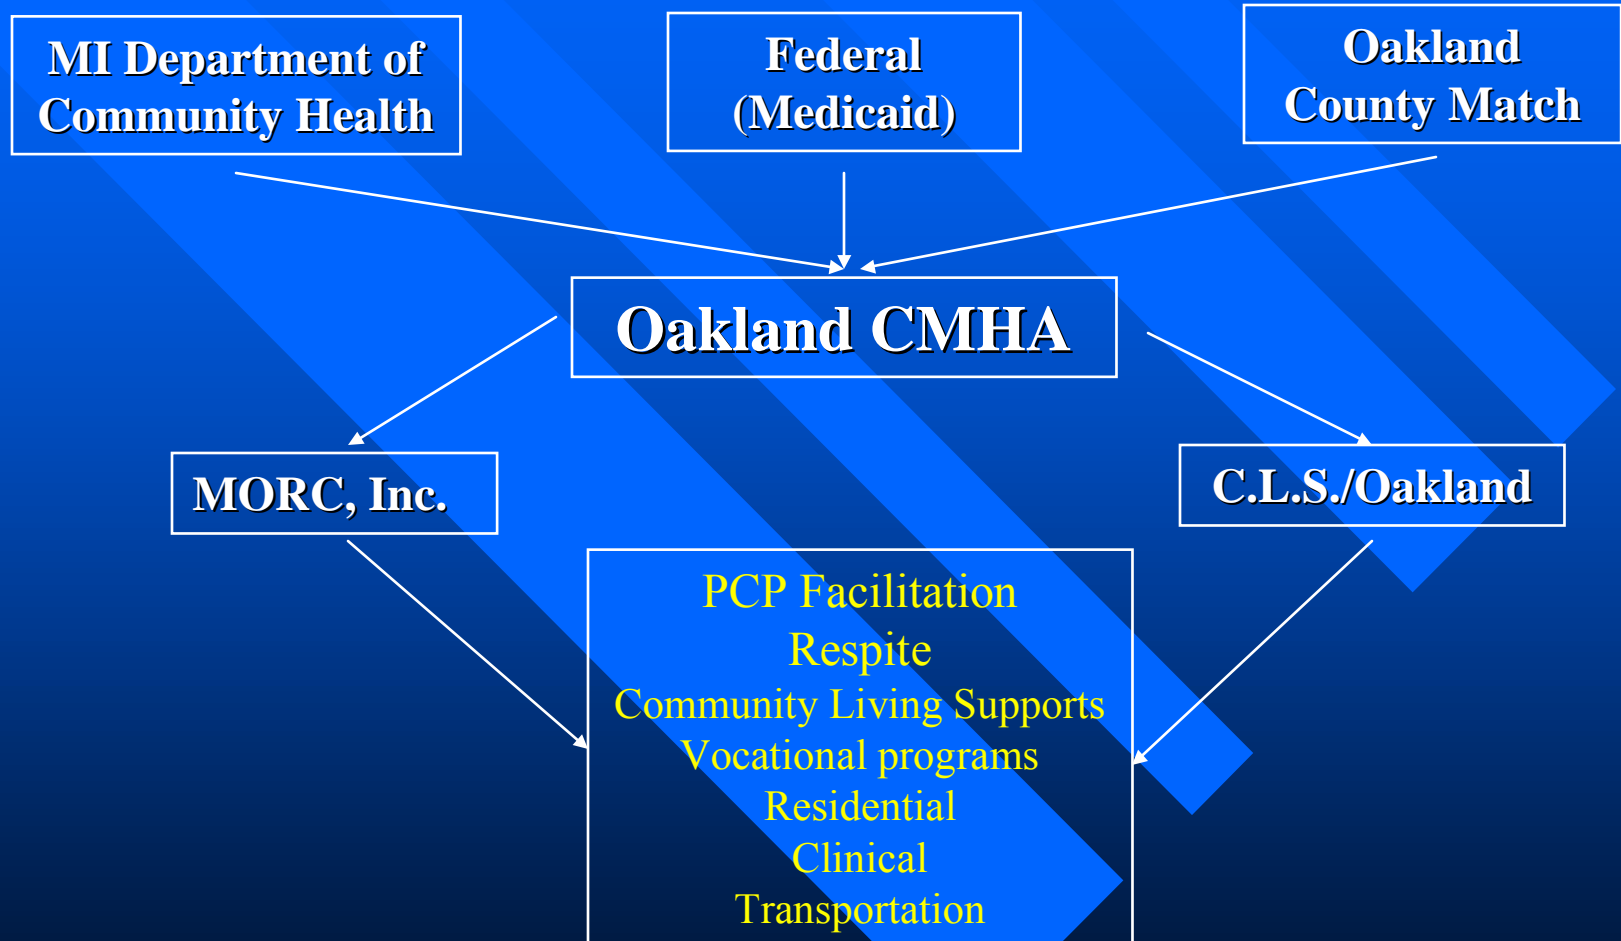 MI Department of
Community Health
Federal
(Medicaid)
Oakland
County Match
Oakland CMHA
MORC, Inc.
C.L.S./Oakland
PCP Facilitation
Respite
Community Living Supports
Vocational programs
Residential
Clinical
Transportation